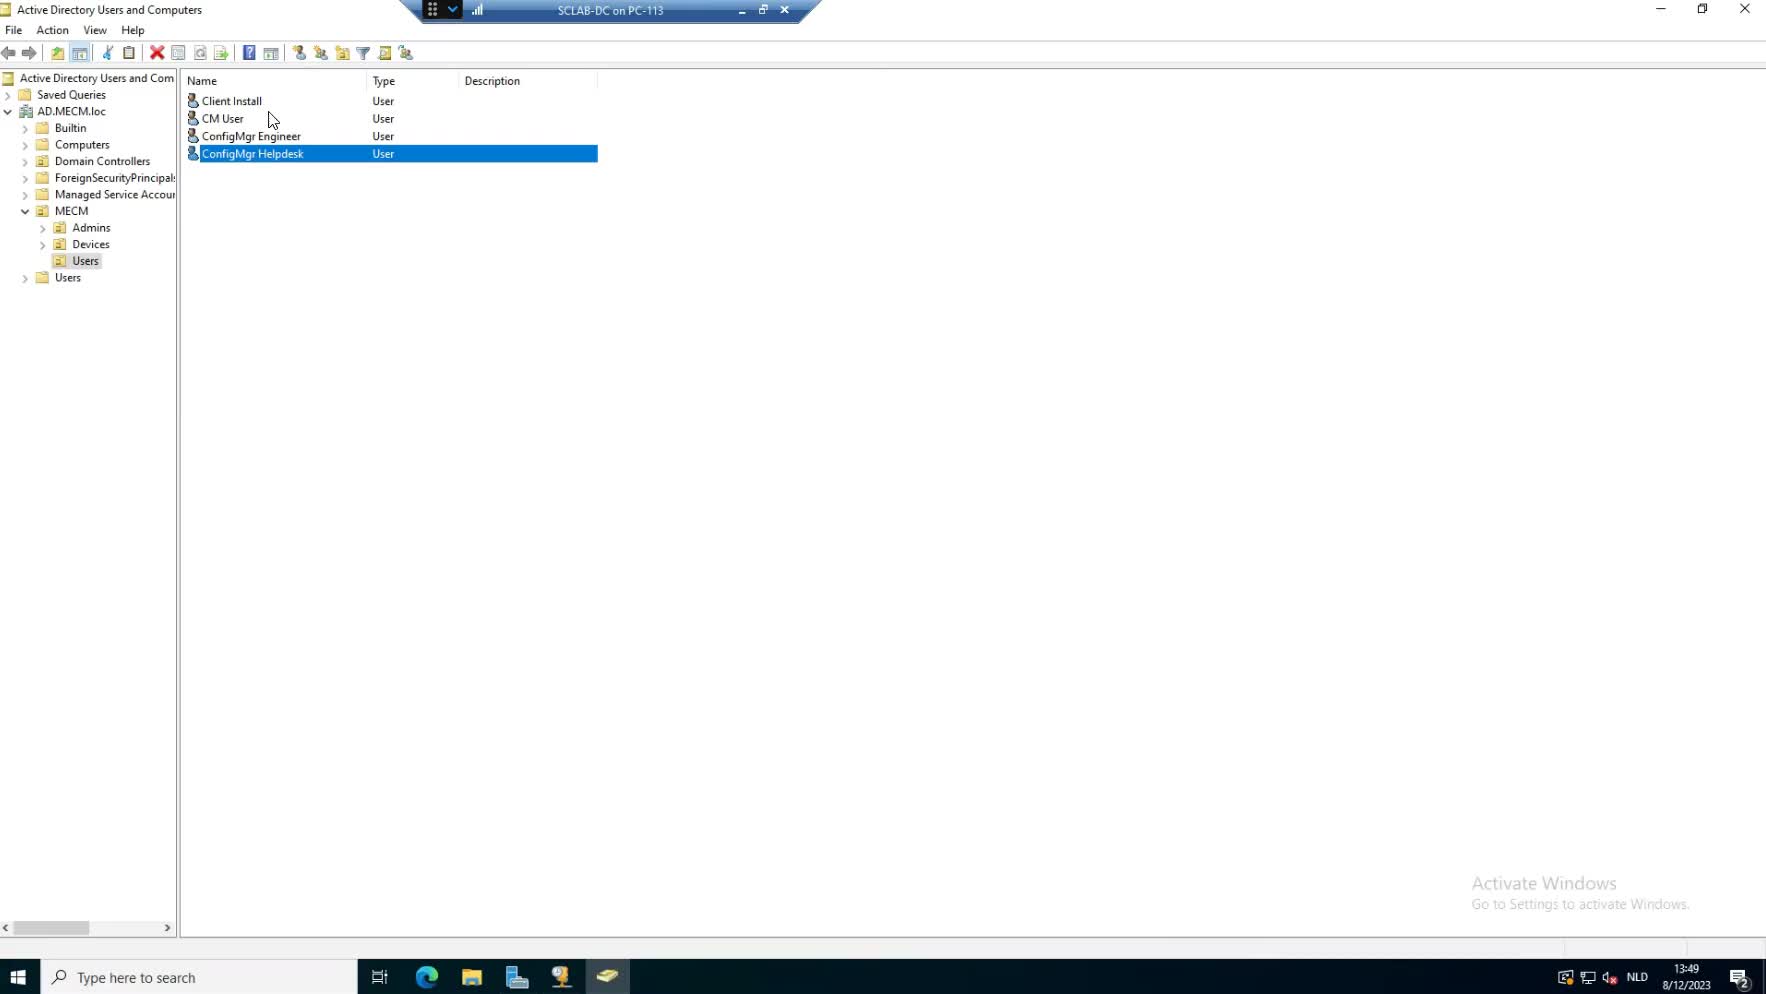 Active Directory Users and Computers
SCLAB-DC on PC-113
File Action View Help
Active Directory Users and Com
Saved Queries
AD.MECM.loc
Builtin
Computers
Domain Controllers
ForeignSecurityPrincipals
Managed Service Accour
MECM
Admins
Devices
Users
Users
Name Type Description
Client Install User
CM User User
ConfigMgr Engineer User
ConfigMgr Helpdesk User
Activate Windows
Go to Settings to activate Windows.
Type here to search
NLD
13:49
8/12/2023
2